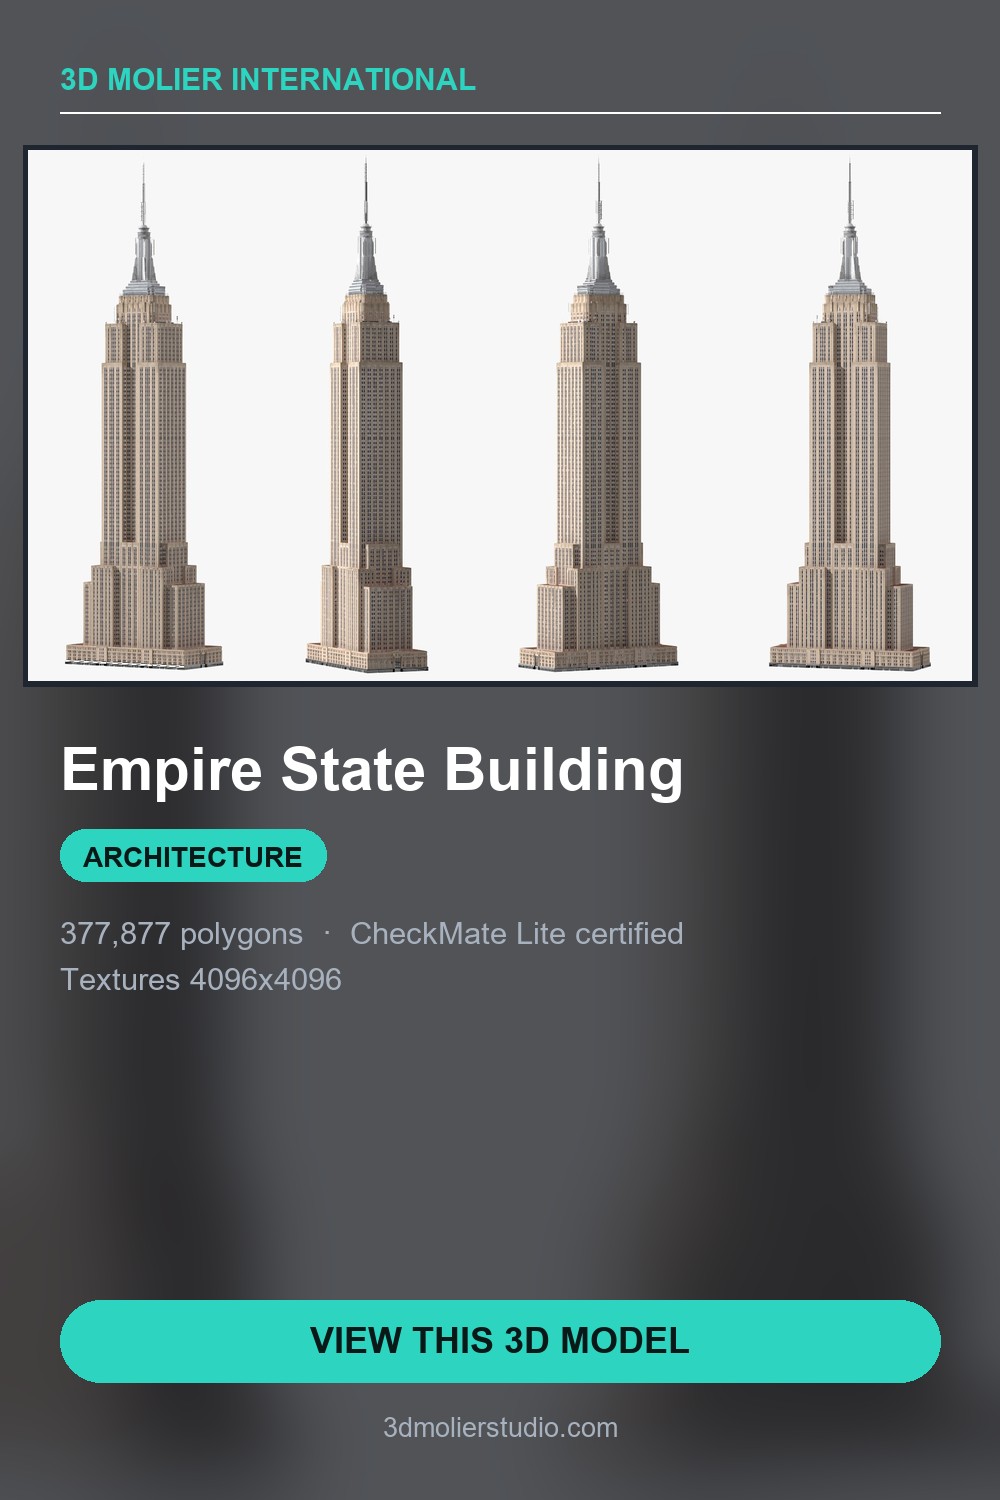 3D MOLIER INTERNATIONAL
Empire State Building
ARCHITECTURE
377,877 polygons · CheckMate Lite certified
Textures 4096x4096
VIEW THIS 3D MODEL
3dmolierstudio.com